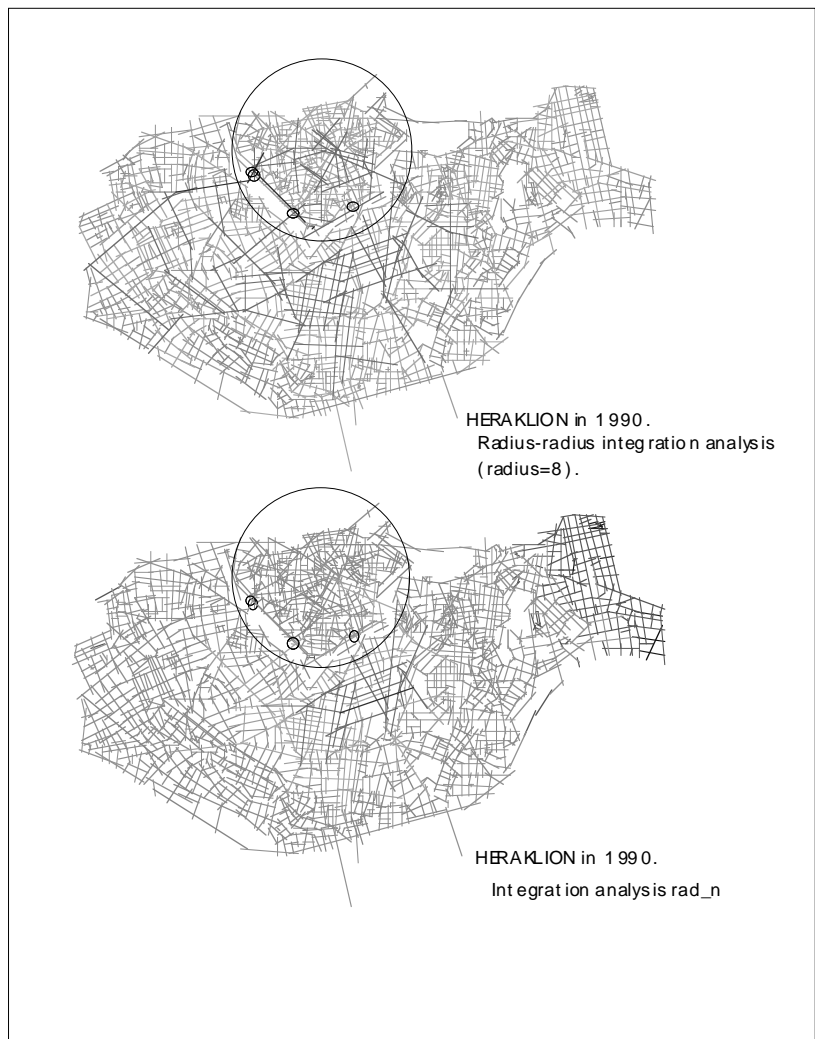 HERAKLION in 1990.
Radius-radius integration analysis
(radius=8).
HERAKLION in 1990.
Integration analysis rad_n